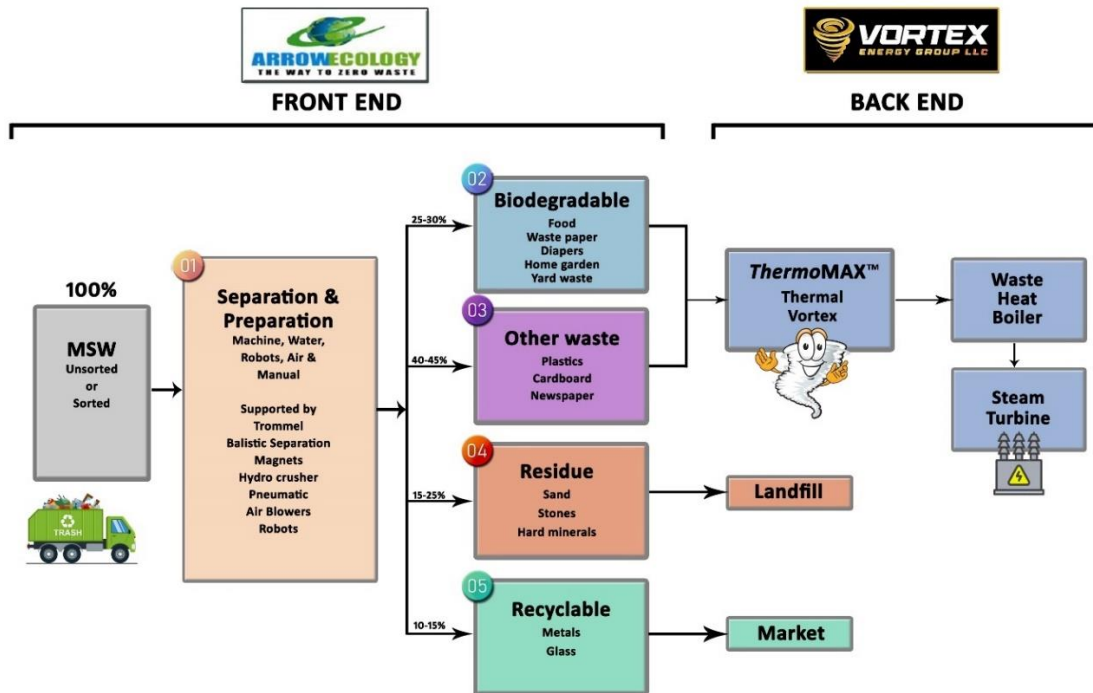 ARROWECOLOGY
THE WAY TO ZERO WASTE
VORTEX
ENERGY GROUP LLC
FRONT END
BACK END
100%
MSW
Unsorted
or
Sorted
TRASH
01
Separation &
Preparation
Machine, Water,
Robots, Air &
Manual
Supported by
Trommel
Balistic Separation
Magnets
Hydro crusher
Pneumatic
Air Blowers
Robots
25-30%
02
Biodegradable
Food
Waste paper
Diapers
Home garden
Yard waste
40-45%
03
Other waste
Plastics
Cardboard
Newspaper
15-25%
04
Residue
Sand
Stones
Hard minerals
10-15%
05
Recyclable
Metals
Glass
ThermoMAX™
Thermal
Vortex
Waste
Heat
Boiler
Steam
Turbine
Landfill
Market